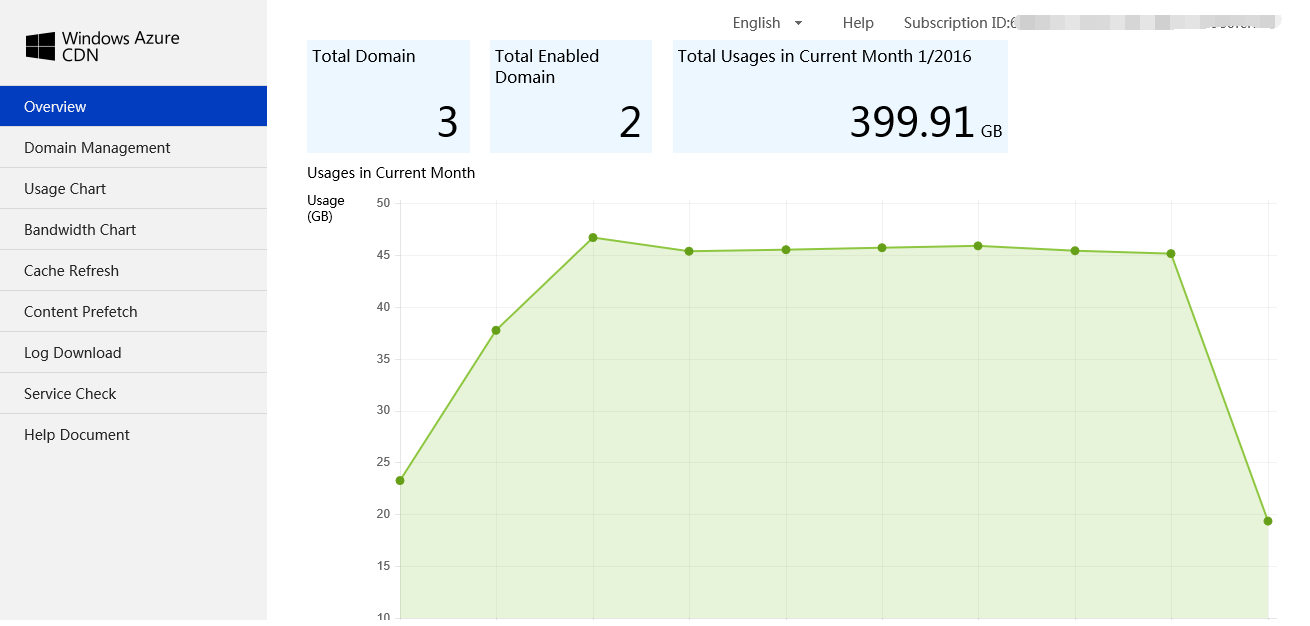 Windows Azure
CDN
English Help Subscription ID:
Overview
Domain Management
Usage Chart
Bandwidth Chart
Cache Refresh
Content Prefetch
Log Download
Service Check
Help Document
Total Domain
3
Total Enabled
Domain
2
Total Usages in Current Month 1/2016
399.91 GB
Usages in Current Month
Usage
(GB)
50
45
40
35
30
25
20
15
10